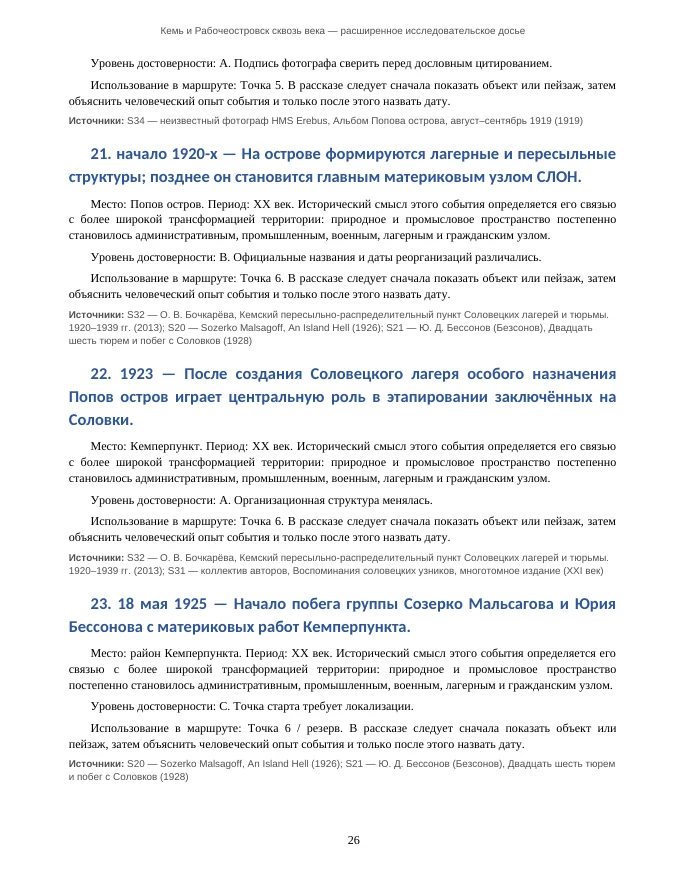 Кемь и Рабочеостровск сквозь века — расширенное исследовательское досье
Уровень достоверности: А. Подпись фотографа сверить перед дословным цитированием.
Использование в маршруте: Точка 5. В рассказе следует сначала показать объект или пейзаж, затем
объяснить человеческий опыт события и только после этого назвать дату.
Источники: S34 — неизвестный фотограф HMS Erebus, Альбом Попова острова, август–сентябрь 1919 (1919)
21. начало 1920-х — На острове формируются лагерные и пересыльные
структуры; позднее он становится главным материковым узлом СЛОН.
Место: Попов остров. Период: XX век. Исторический смысл этого события определяется его связью
с более широкой трансформацией территории: природное и промысловое пространство постепенно
становилось административным, промышленным, военным, лагерным и гражданским узлом.
Уровень достоверности: В. Официальные названия и даты реорганизаций различались.
Использование в маршруте: Точка 6. В рассказе следует сначала показать объект или пейзаж, затем
объяснить человеческий опыт события и только после этого назвать дату.
Источники: S32 — О. В. Бочкарёва, Кемский пересыльно-распределительный пункт Соловецких лагерей и тюрьмы.
1920–1939 гг. (2013); S20 — Sozerko Malsagoff, An Island Hell (1926); S21 — Ю. Д. Бессонов (Безсонов), Двадцать
шесть тюрем и побег с Соловков (1928)
22. 1923 — После создания Соловецкого лагеря особого назначения
Попов остров играет центральную роль в этапировании заключённых на
Соловки.
Место: Кемперпункт. Период: XX век. Исторический смысл этого события определяется его связью
с более широкой трансформацией территории: природное и промысловое пространство постепенно
становилось административным, промышленным, военным, лагерным и гражданским узлом.
Уровень достоверности: А. Организационная структура менялась.
Использование в маршруте: Точка 6. В рассказе следует сначала показать объект или пейзаж, затем
объяснить человеческий опыт события и только после этого назвать дату.
Источники: S32 — О. В. Бочкарёва, Кемский пересыльно-распределительный пункт Соловецких лагерей и тюрьмы.
1920–1939 гг. (2013); S31 — коллектив авторов, Воспоминания соловецких узников, многотомное издание (XXI век)
23. 18 мая 1925 — Начало побега группы Созерко Мальсагова и Юрия
Бессонова с материковых работ Кемперпункта.
Место: район Кемперпункта. Период: XX век. Исторический смысл этого события определяется его
связью с более широкой трансформацией территории: природное и промысловое пространство
постепенно становилось административным, промышленным, военным, лагерным и гражданским узлом.
Уровень достоверности: С. Точка старта требует локализации.
Использование в маршруте: Точка 6 / резерв. В рассказе следует сначала показать объект или
пейзаж, затем объяснить человеческий опыт события и только после этого назвать дату.
Источники: S20 — Sozerko Malsagoff, An Island Hell (1926); S21 — Ю. Д. Бессонов (Безсонов), Двадцать шесть тюрем
и побег с Соловков (1928)
26